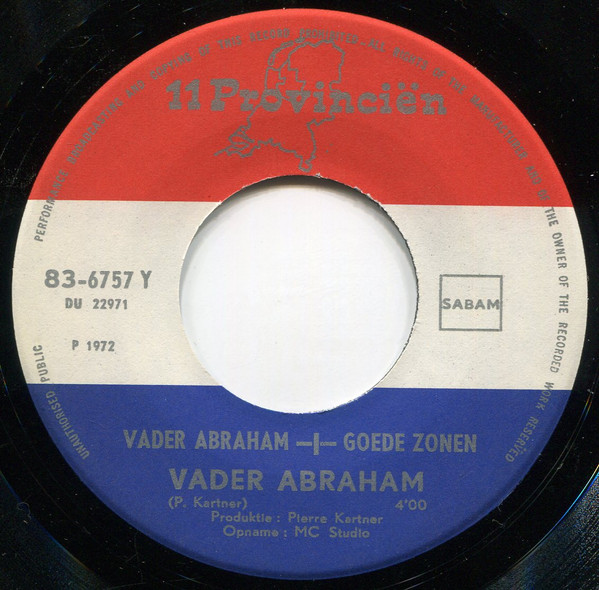 UNAUTHORISED PUBLIC PERFORMANCE BROADCASTING AND COPYING OF THIS RECORD PROHIBITED-ALL RIGHTS OF THE MANUFACTURER AND OF THE OWNER OF THE RECORDED WORK RESERVED
11 Provinciën
83-6757 Y
DU 22971
P 1972
SABAM
VADER ABRAHAM -|- GOEDE ZONEN
VADER ABRAHAM
(P. Kartner) 4'00
Produktie : Pierre Kartner
Opname : MC Studio